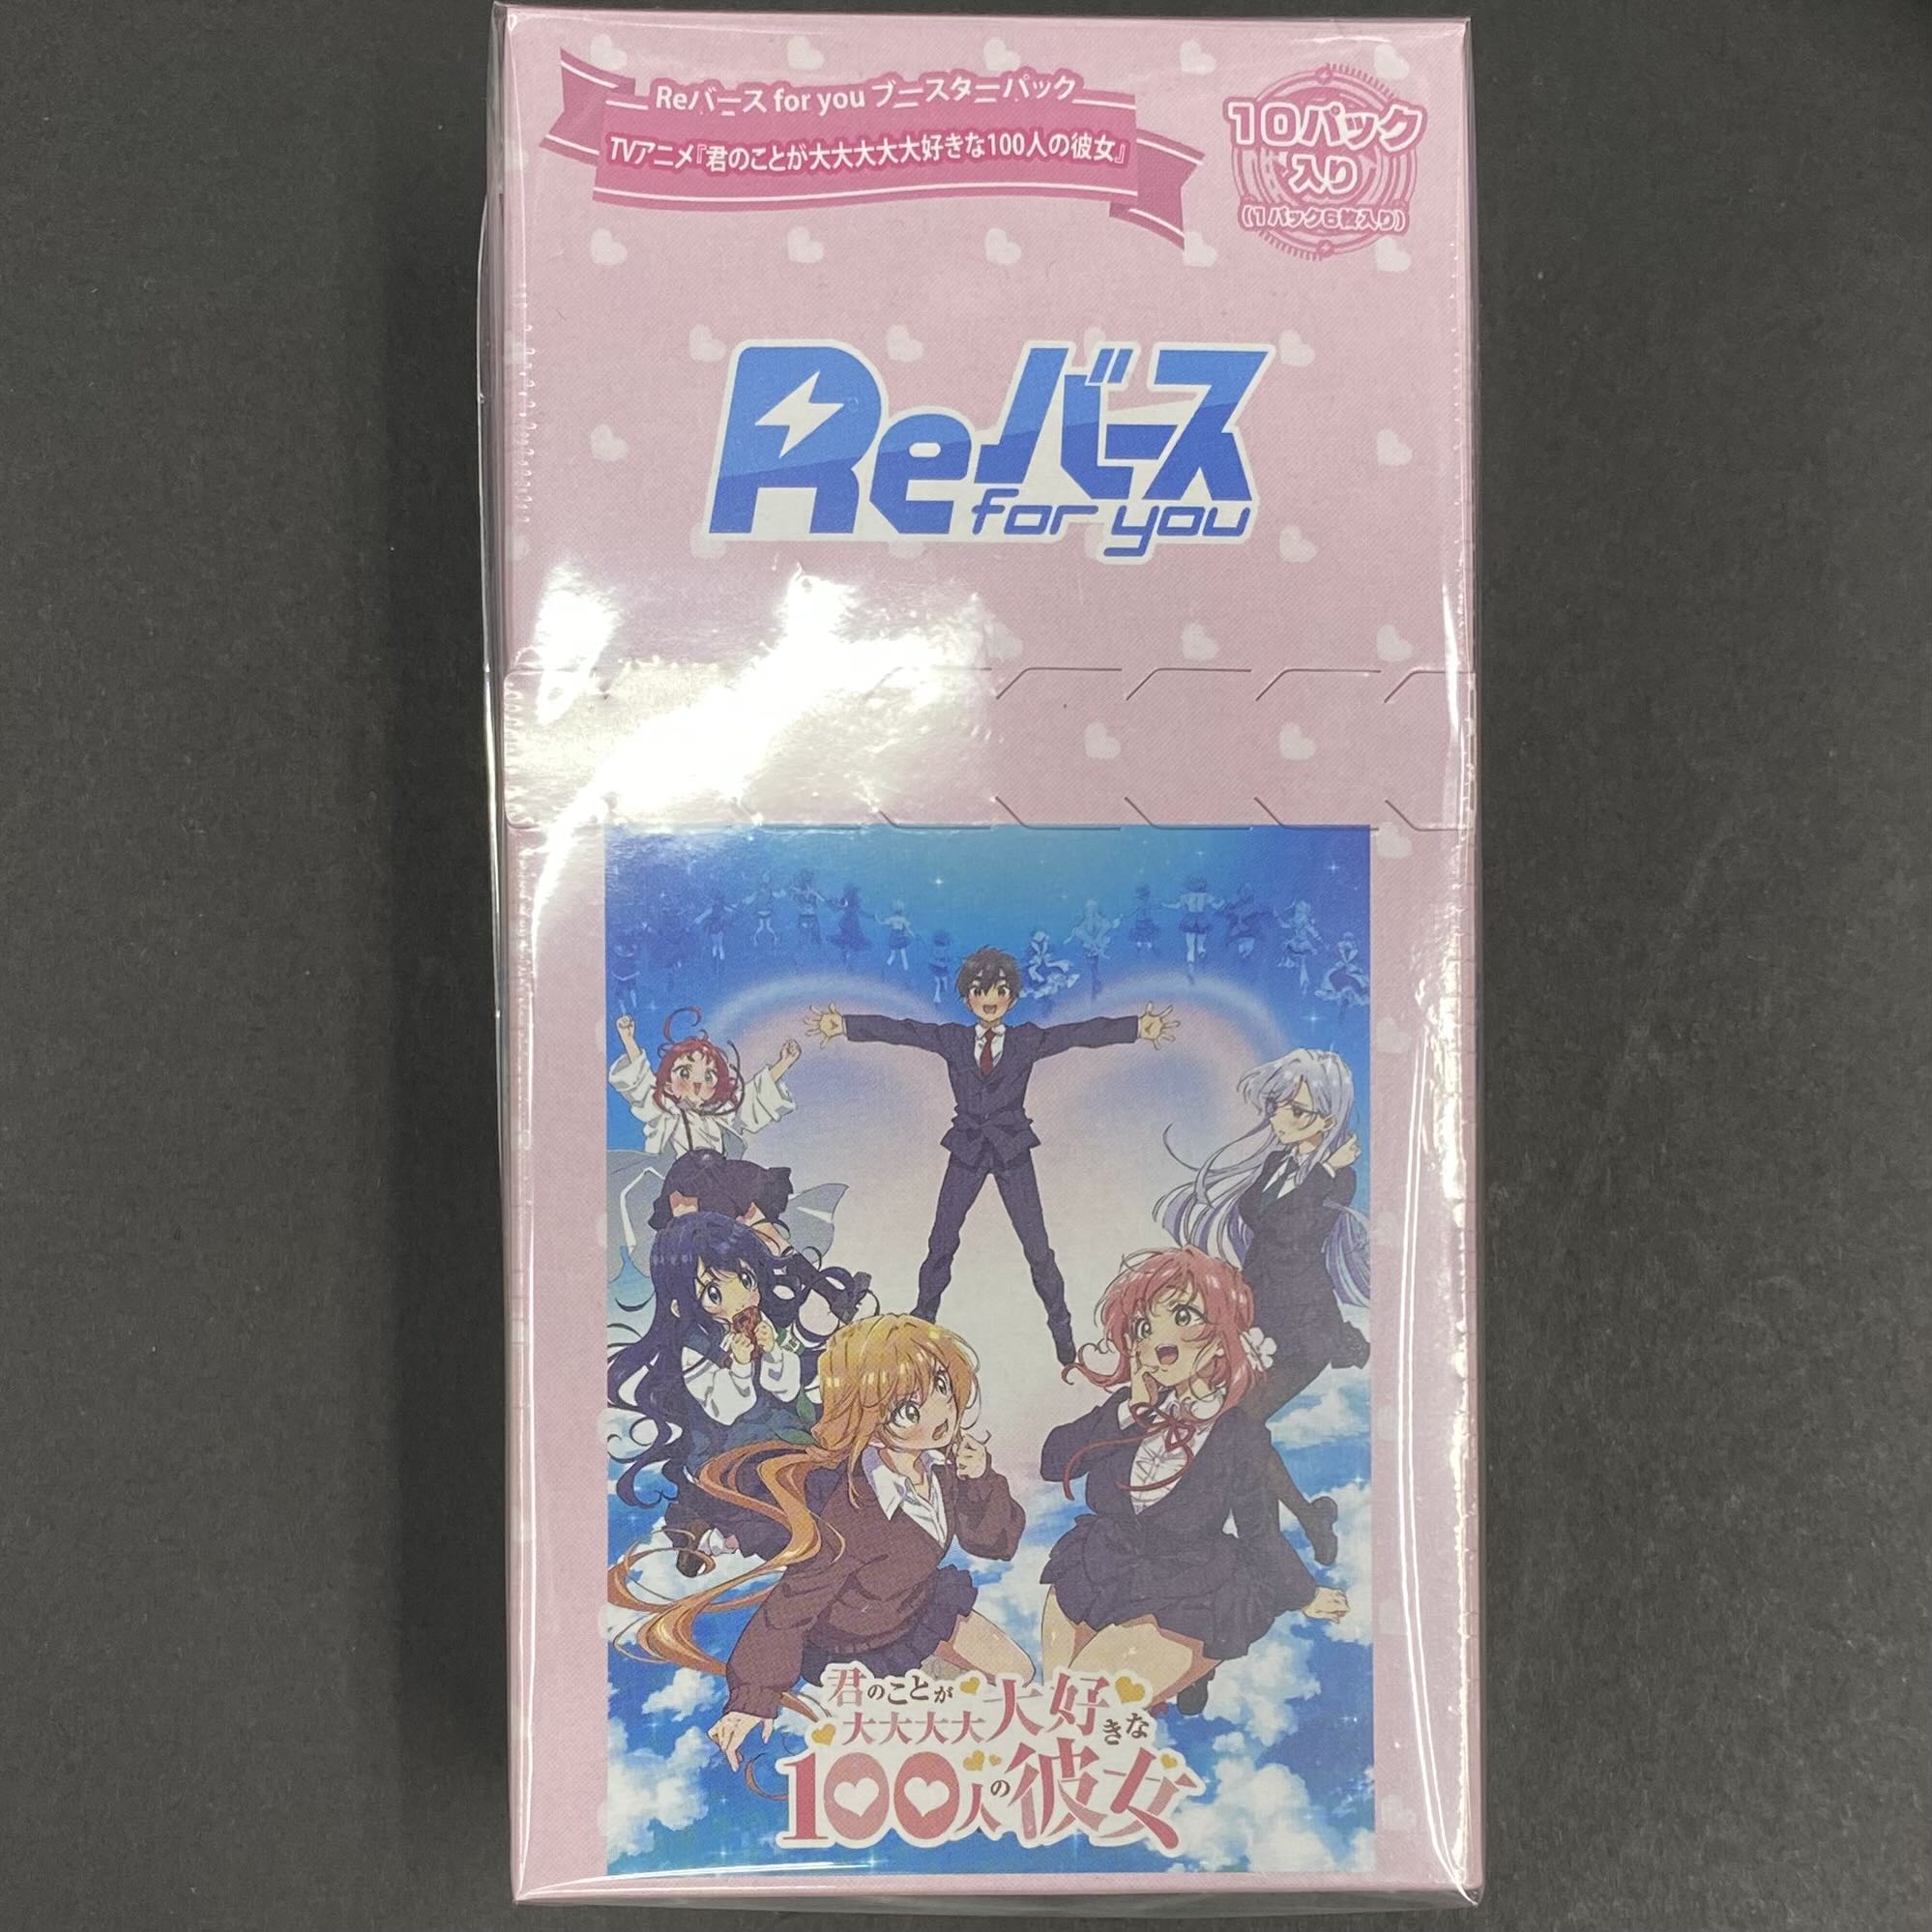 Reバース for you ブースターパック
TVアニメ『君のことが大大大大大好きな100人の彼女』
10パック
入り
(1パック6枚入り)
Reバース
for you
君のことが
大大大大大好きな
100人の彼女